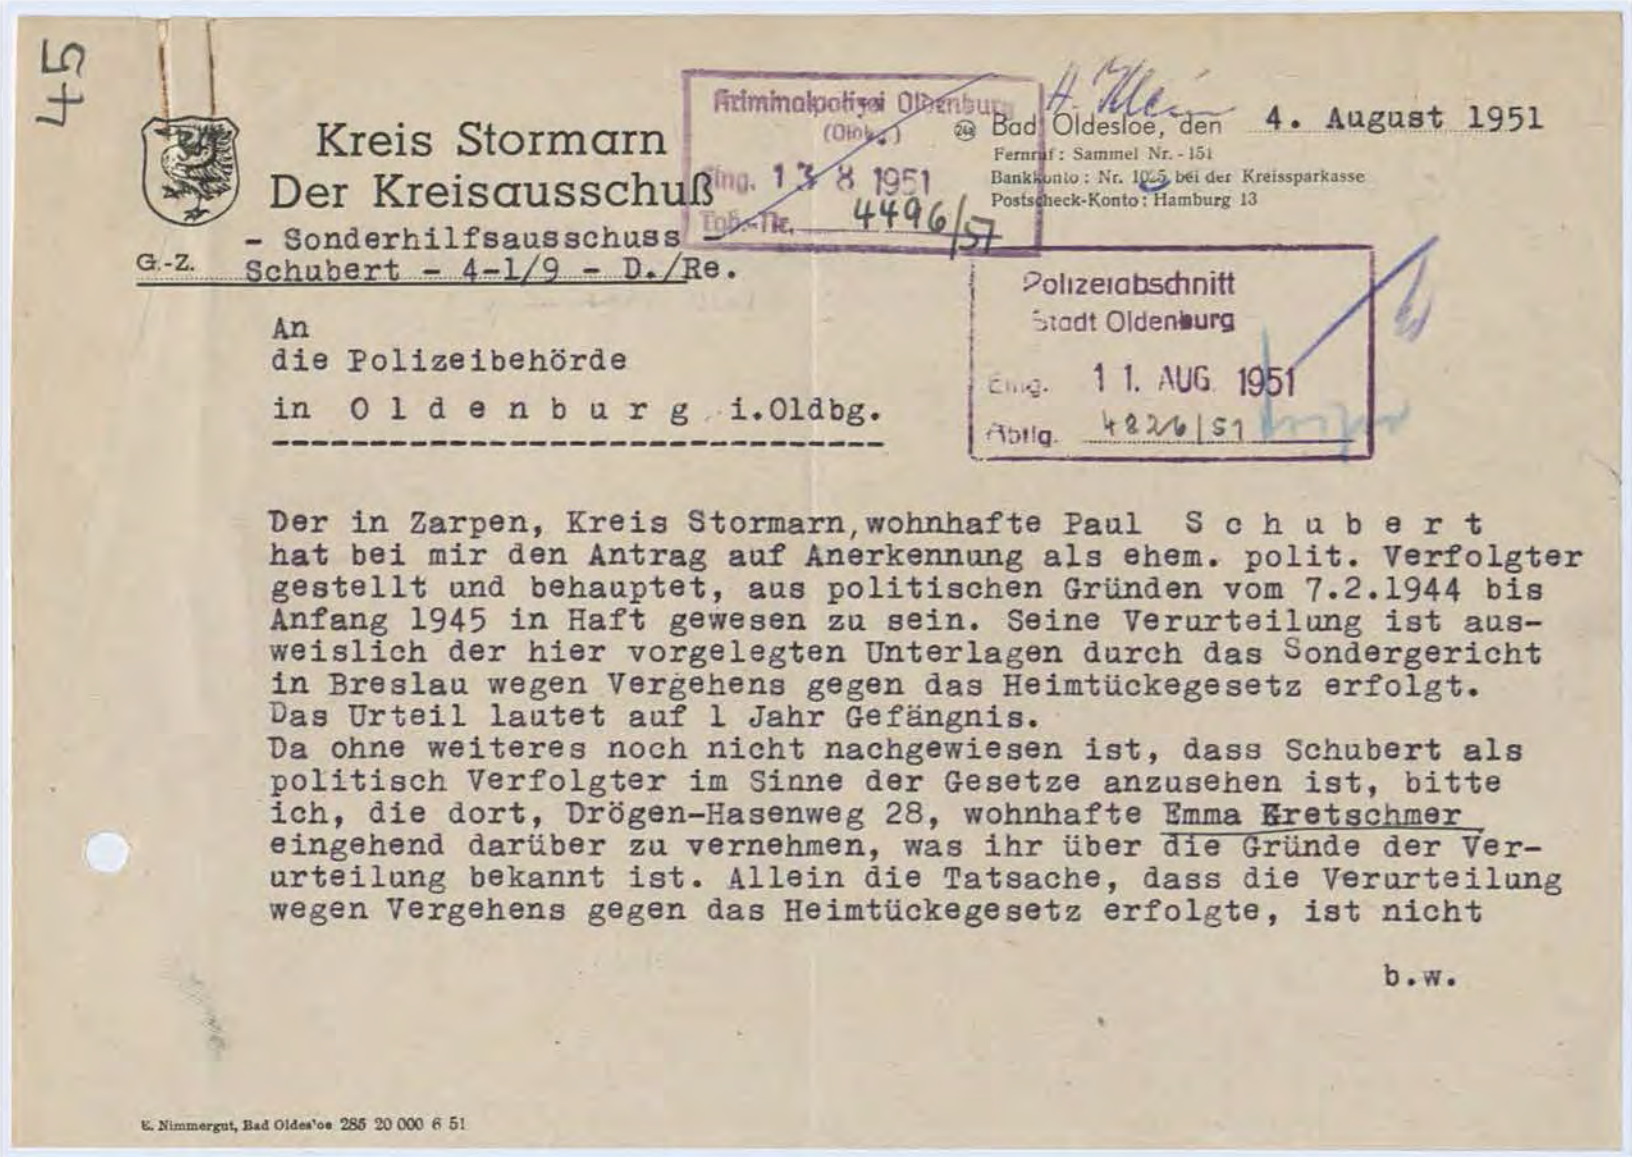 45
Kreis Stormarn
Der Kreisausschuß
- Sonderhilfsausschuss -
G.-Z. Schubert - 4-1/9 - D./Re.
Kriminalpolizei Oldenburg
(Oldb.)
Eing. 13 8 1951
Tgb.-Nr. 4496/51
H. Klein
Bad Oldesloe, den 4. August 1951
Fernruf: Sammel Nr. - 151
Bankkonto: Nr. bei der Kreissparkasse
Postscheck-Konto: Hamburg 13
Polizeiabschnitt
Stadt Oldenburg
Eing. 11. AUG. 1951
Abtlg. 4826/51
An
die Polizeibehörde
in O l d e n b u r g i.Oldbg.
--------------------------------
Der in Zarpen, Kreis Stormarn, wohnhafte Paul S c h u b e r t
hat bei mir den Antrag auf Anerkennung als ehem. polit. Verfolgter
gestellt und behauptet, aus politischen Gründen vom 7.2.1944 bis
Anfang 1945 in Haft gewesen zu sein. Seine Verurteilung ist aus-
weislich der hier vorgelegten Unterlagen durch das Sondergericht
in Breslau wegen Vergehens gegen das Heimtückegesetz erfolgt.
Das Urteil lautet auf 1 Jahr Gefängnis.
Da ohne weiteres noch nicht nachgewiesen ist, dass Schubert als
politisch Verfolgter im Sinne der Gesetze anzusehen ist, bitte
ich, die dort, Drögen-Hasenweg 28, wohnhafte Emma Kretschmer
eingehend darüber zu vernehmen, was ihr über die Gründe der Ver-
urteilung bekannt ist. Allein die Tatsache, dass die Verurteilung
wegen Vergehens gegen das Heimtückegesetz erfolgte, ist nicht
b.w.
E. Nimmergut, Bad Oldesloe 285 20 000 6 51